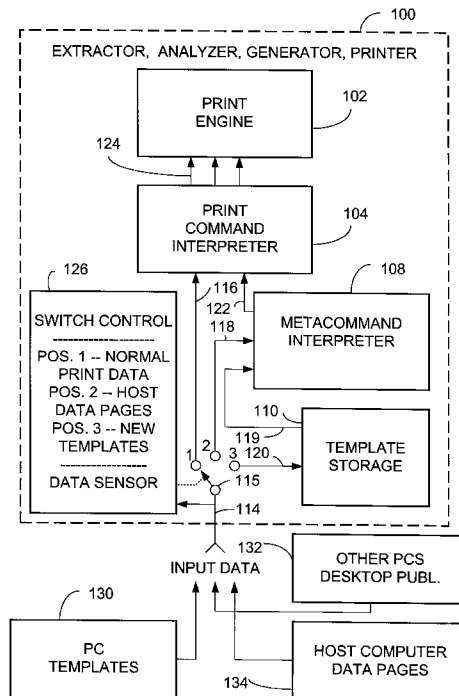 100
EXTRACTOR, ANALYZER, GENERATOR, PRINTER
PRINT
ENGINE
102
124
PRINT
COMMAND
INTERPRETER
104
126
116
122
108
118
SWITCH CONTROL
POS. 1 -- NORMAL
PRINT DATA
POS. 2 -- HOST
DATA PAGES
POS. 3 -- NEW
TEMPLATES
DATA SENSOR
METACOMMAND
INTERPRETER
110
119
TEMPLATE
STORAGE
1
2
3
120
115
114
INPUT DATA
132
OTHER PCS
DESKTOP PUBL.
130
PC
TEMPLATES
HOST COMPUTER
DATA PAGES
134